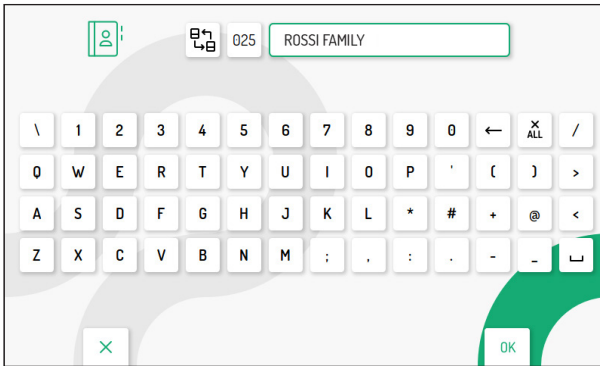 025 ROSSI FAMILY
\ 1 2 3 4 5 6 7 8 9 0 ← × ALL /
Q W E R T Y U I O P ' ( ) >
A S D F G H J K L * # + @ <
Z X C V B N M ; , : . - _
× OK